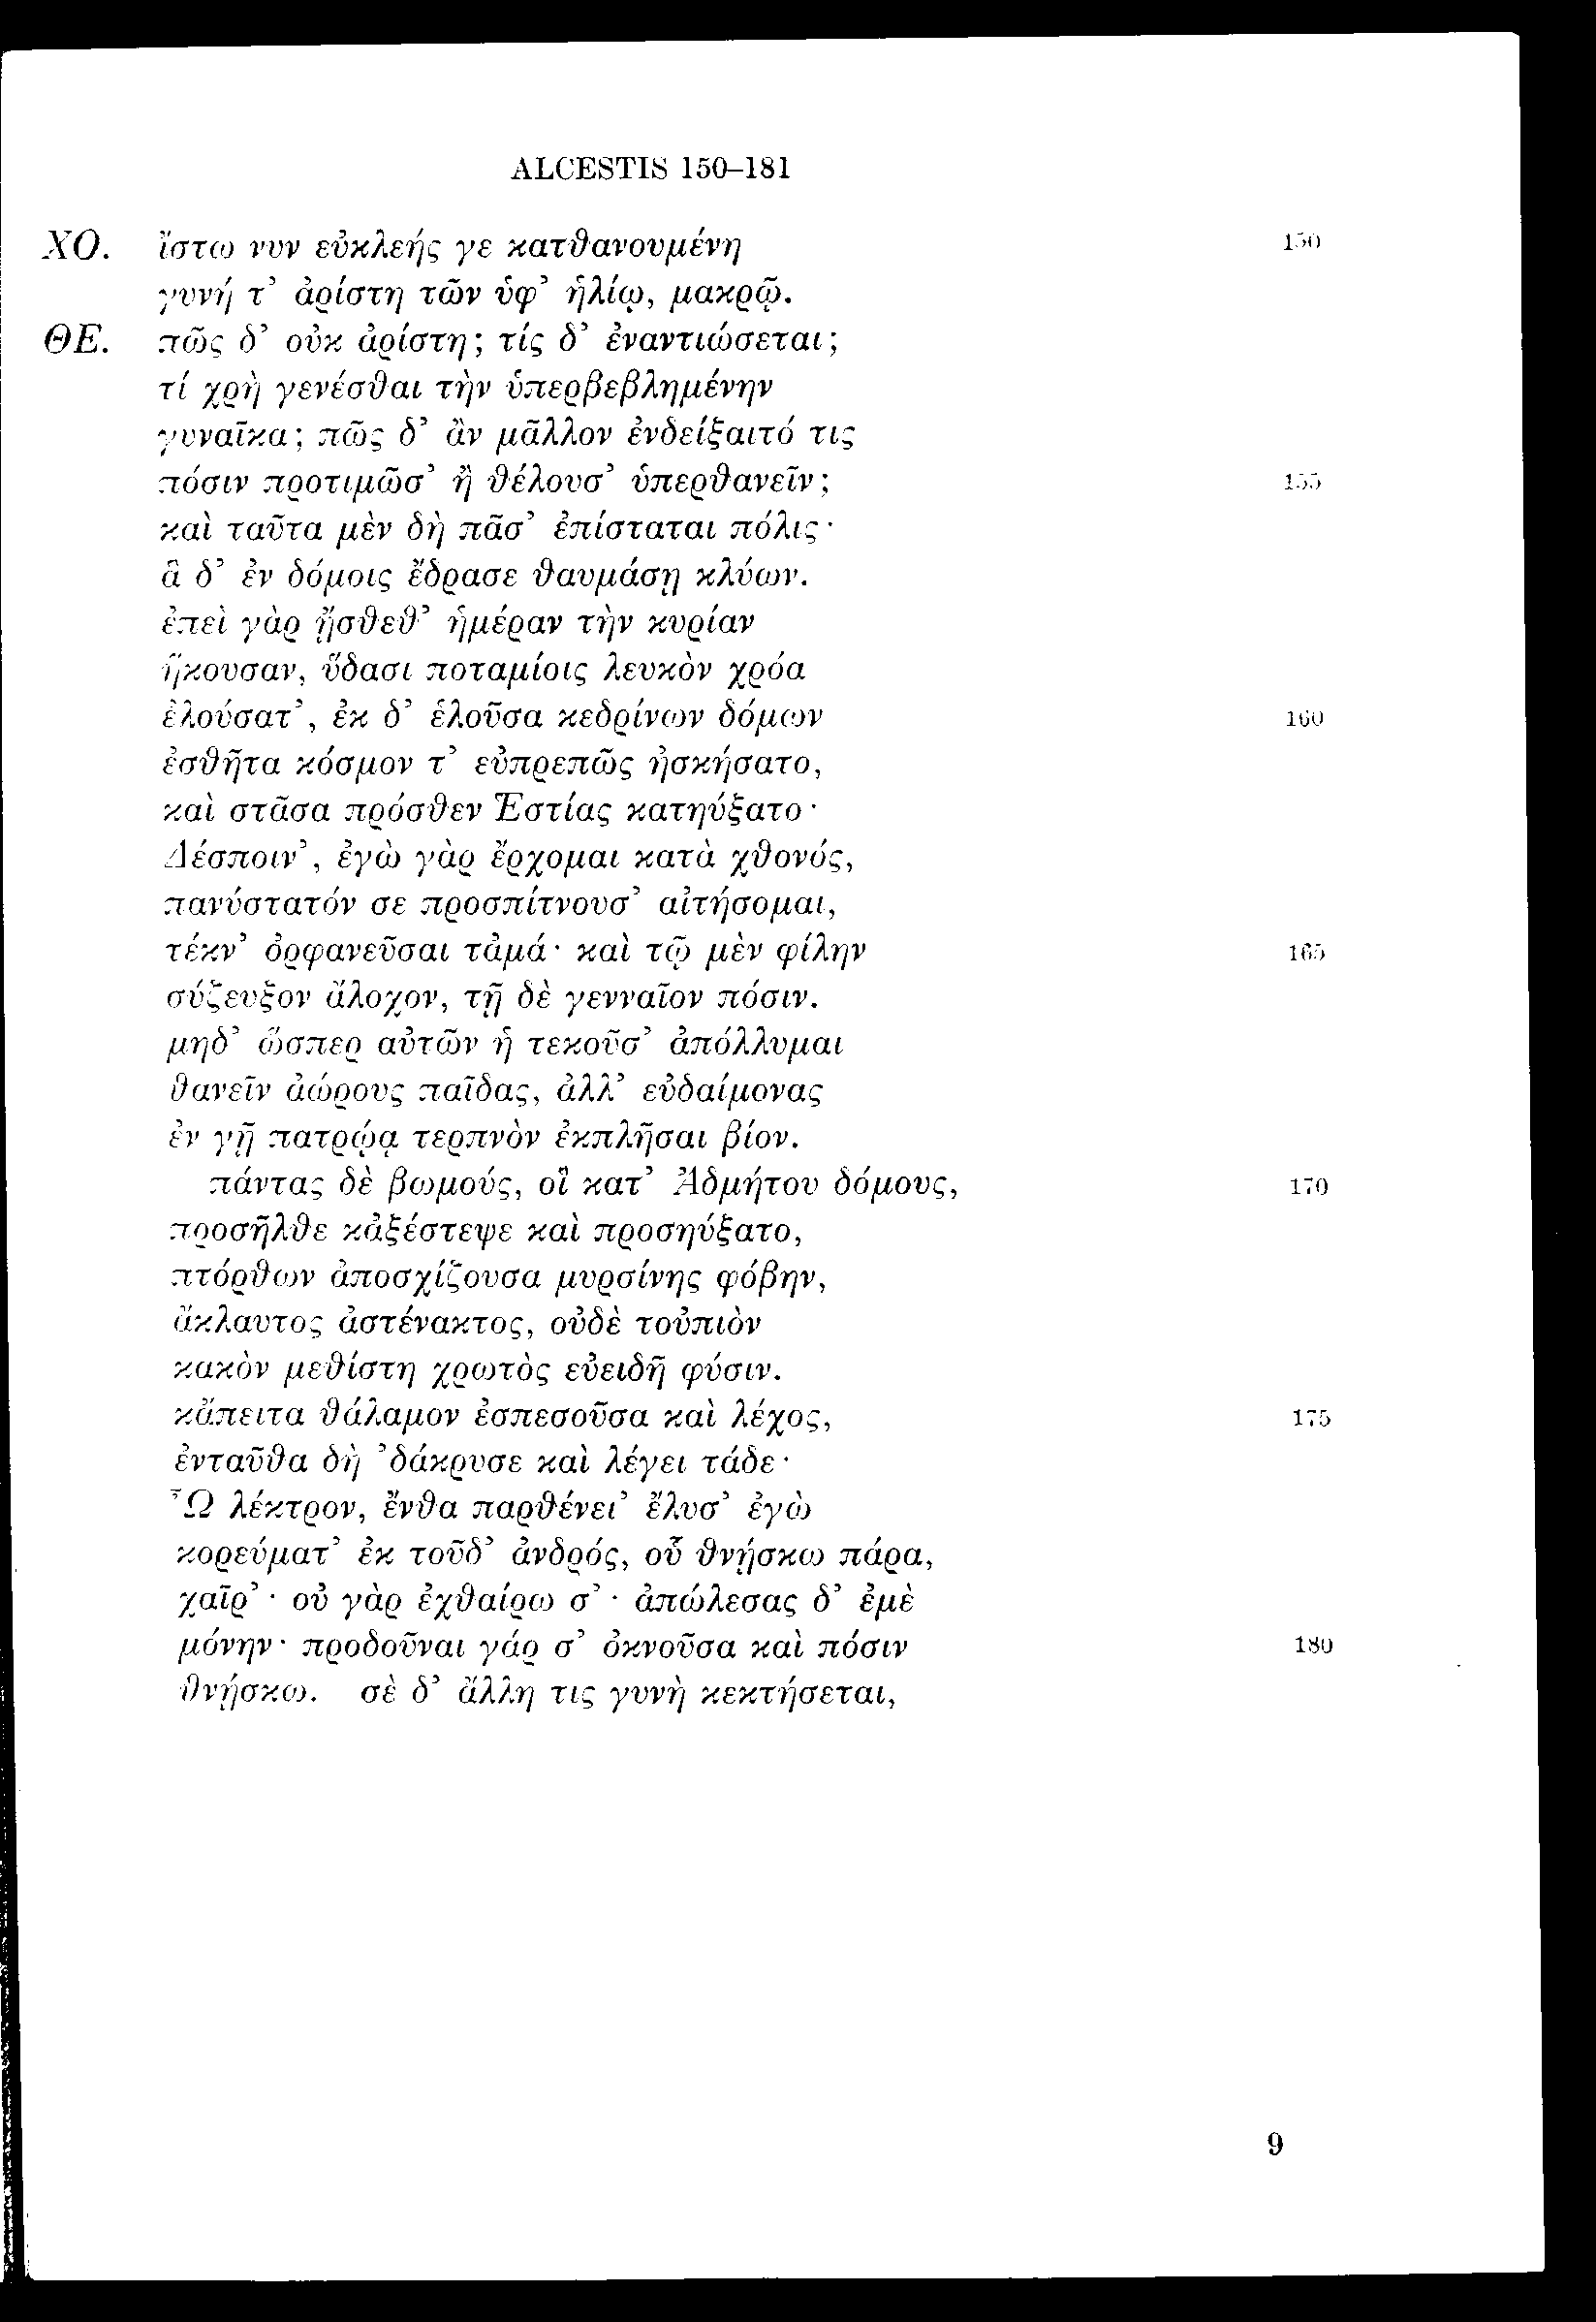 ALCESTIS 150–181
ΧΟ. ἴστω νυν εὐκλεής γε κατθανουμένη 150
γυνή τ’ ἀρίστη τῶν ὑφ’ ἡλίῳ, μακρῷ.
ΘΕ. πῶς δ’ οὐκ ἀρίστη; τίς δ’ ἐναντιώσεται;
τί χρὴ γενέσθαι τὴν ὑπερβεβλημένην
γυναῖκα; πῶς δ’ ἂν μᾶλλον ἐνδείξαιτό τις
πόσιν προτιμῶσ’ ἢ θέλουσ’ ὑπερθανεῖν; 155
καὶ ταῦτα μὲν δὴ πᾶσ’ ἐπίσταται πόλις·
ἃ δ’ ἐν δόμοις ἔδρασε θαυμάσῃ κλύων.
ἐπεὶ γὰρ ᾔσθεθ’ ἡμέραν τὴν κυρίαν
ἥκουσαν, ὕδασι ποταμίοις λευκὸν χρόα
ἐλούσατ’, ἐκ δ’ ἑλοῦσα κεδρίνων δόμων 160
ἐσθῆτα κόσμον τ’ εὐπρεπῶς ἠσκήσατο,
καὶ στᾶσα πρόσθεν Ἑστίας κατηύξατο·
Δέσποιν’, ἐγὼ γὰρ ἔρχομαι κατὰ χθονός,
πανύστατόν σε προσπίτνουσ’ αἰτήσομαι,
τέκν’ ὀρφανεῦσαι τἀμά· καὶ τῷ μὲν φίλην 165
σύζευξον ἄλοχον, τῇ δὲ γενναῖον πόσιν.
μηδ’ ὥσπερ αὐτῶν ἡ τεκοῦσ’ ἀπόλλυμαι
θανεῖν ἀώρους παῖδας, ἀλλ’ εὐδαίμονας
ἐν γῇ πατρῴᾳ τερπνὸν ἐκπλῆσαι βίον.
πάντας δὲ βωμούς, οἳ κατ’ Ἀδμήτου δόμους, 170
προσῆλθε κἀξέστεψε καὶ προσηύξατο,
πτόρθων ἀποσχίζουσα μυρσίνης φόβην,
ἄκλαυτος ἀστένακτος, οὐδὲ τοὐπιὸν
κακὸν μεθίστη χρωτὸς εὐειδῆ φύσιν.
κἄπειτα θάλαμον ἐσπεσοῦσα καὶ λέχος, 175
ἐνταῦθα δὴ ’δάκρυσε καὶ λέγει τάδε·
Ὦ λέκτρον, ἔνθα παρθένει’ ἔλυσ’ ἐγὼ
κορεύματ’ ἐκ τοῦδ’ ἀνδρός, οὗ θνῄσκω πάρα,
χαῖρ’· οὐ γὰρ ἐχθαίρω σ’· ἀπώλεσας δ’ ἐμὲ
μόνην· προδοῦναι γάρ σ’ ὀκνοῦσα καὶ πόσιν 180
θνῄσκω. σὲ δ’ ἄλλη τις γυνὴ κεκτήσεται,
9